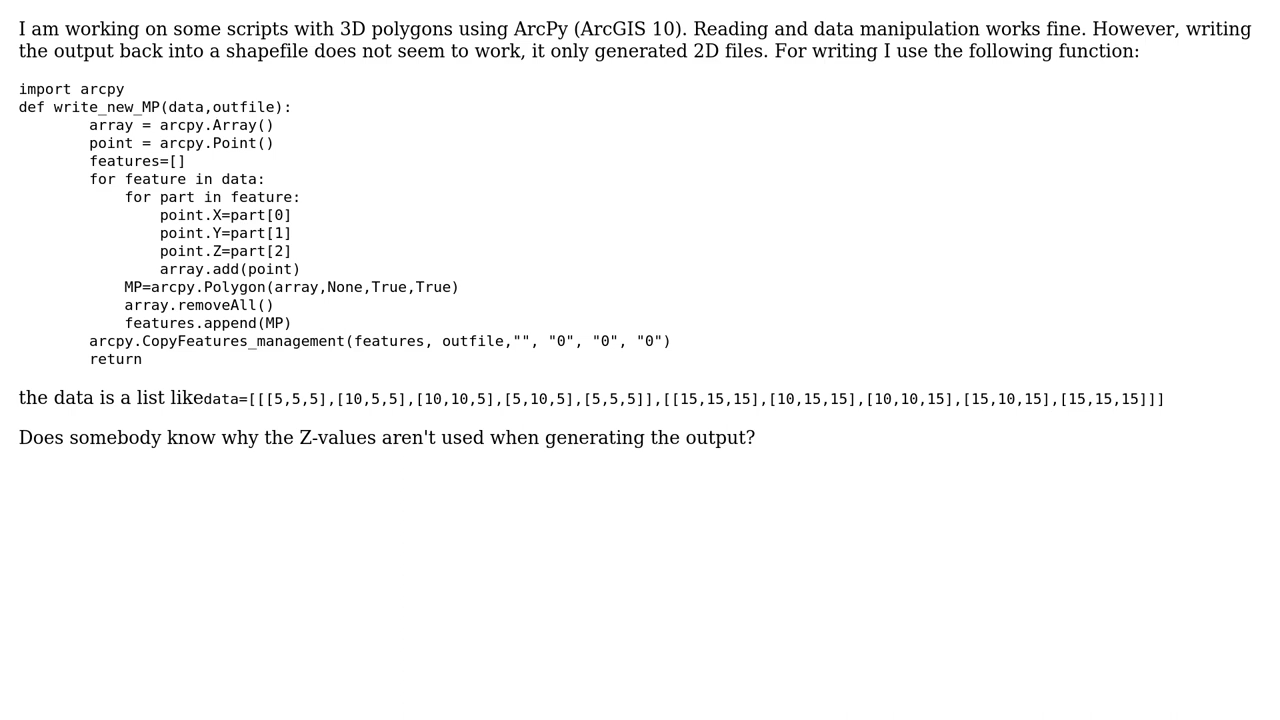 I am working on some scripts with 3D polygons using ArcPy (ArcGIS 10). Reading and data manipulation works fine. However, writing
the output back into a shapefile does not seem to work, it only generated 2D files. For writing I use the following function:
import arcpy
def write_new_MP(data,outfile):
        array = arcpy.Array()
        point = arcpy.Point()
        features=[]
        for feature in data:
            for part in feature:
                point.X=part[0]
                point.Y=part[1]
                point.Z=part[2]
                array.add(point)
            MP=arcpy.Polygon(array,None,True,True)
            array.removeAll()
            features.append(MP)
        arcpy.CopyFeatures_management(features, outfile,"", "0", "0", "0")
        return
the data is a list likedata=[[[5,5,5],[10,5,5],[10,10,5],[5,10,5],[5,5,5]],[[15,15,15],[10,15,15],[10,10,15],[15,10,15],[15,15,15]]]
Does somebody know why the Z-values aren't used when generating the output?